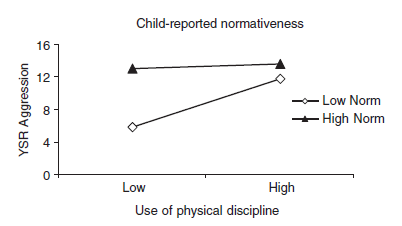 Child-reported normativeness
16
12
8
4
0
YSR Aggression
Low
High
Use of physical discipline
Low Norm
High Norm